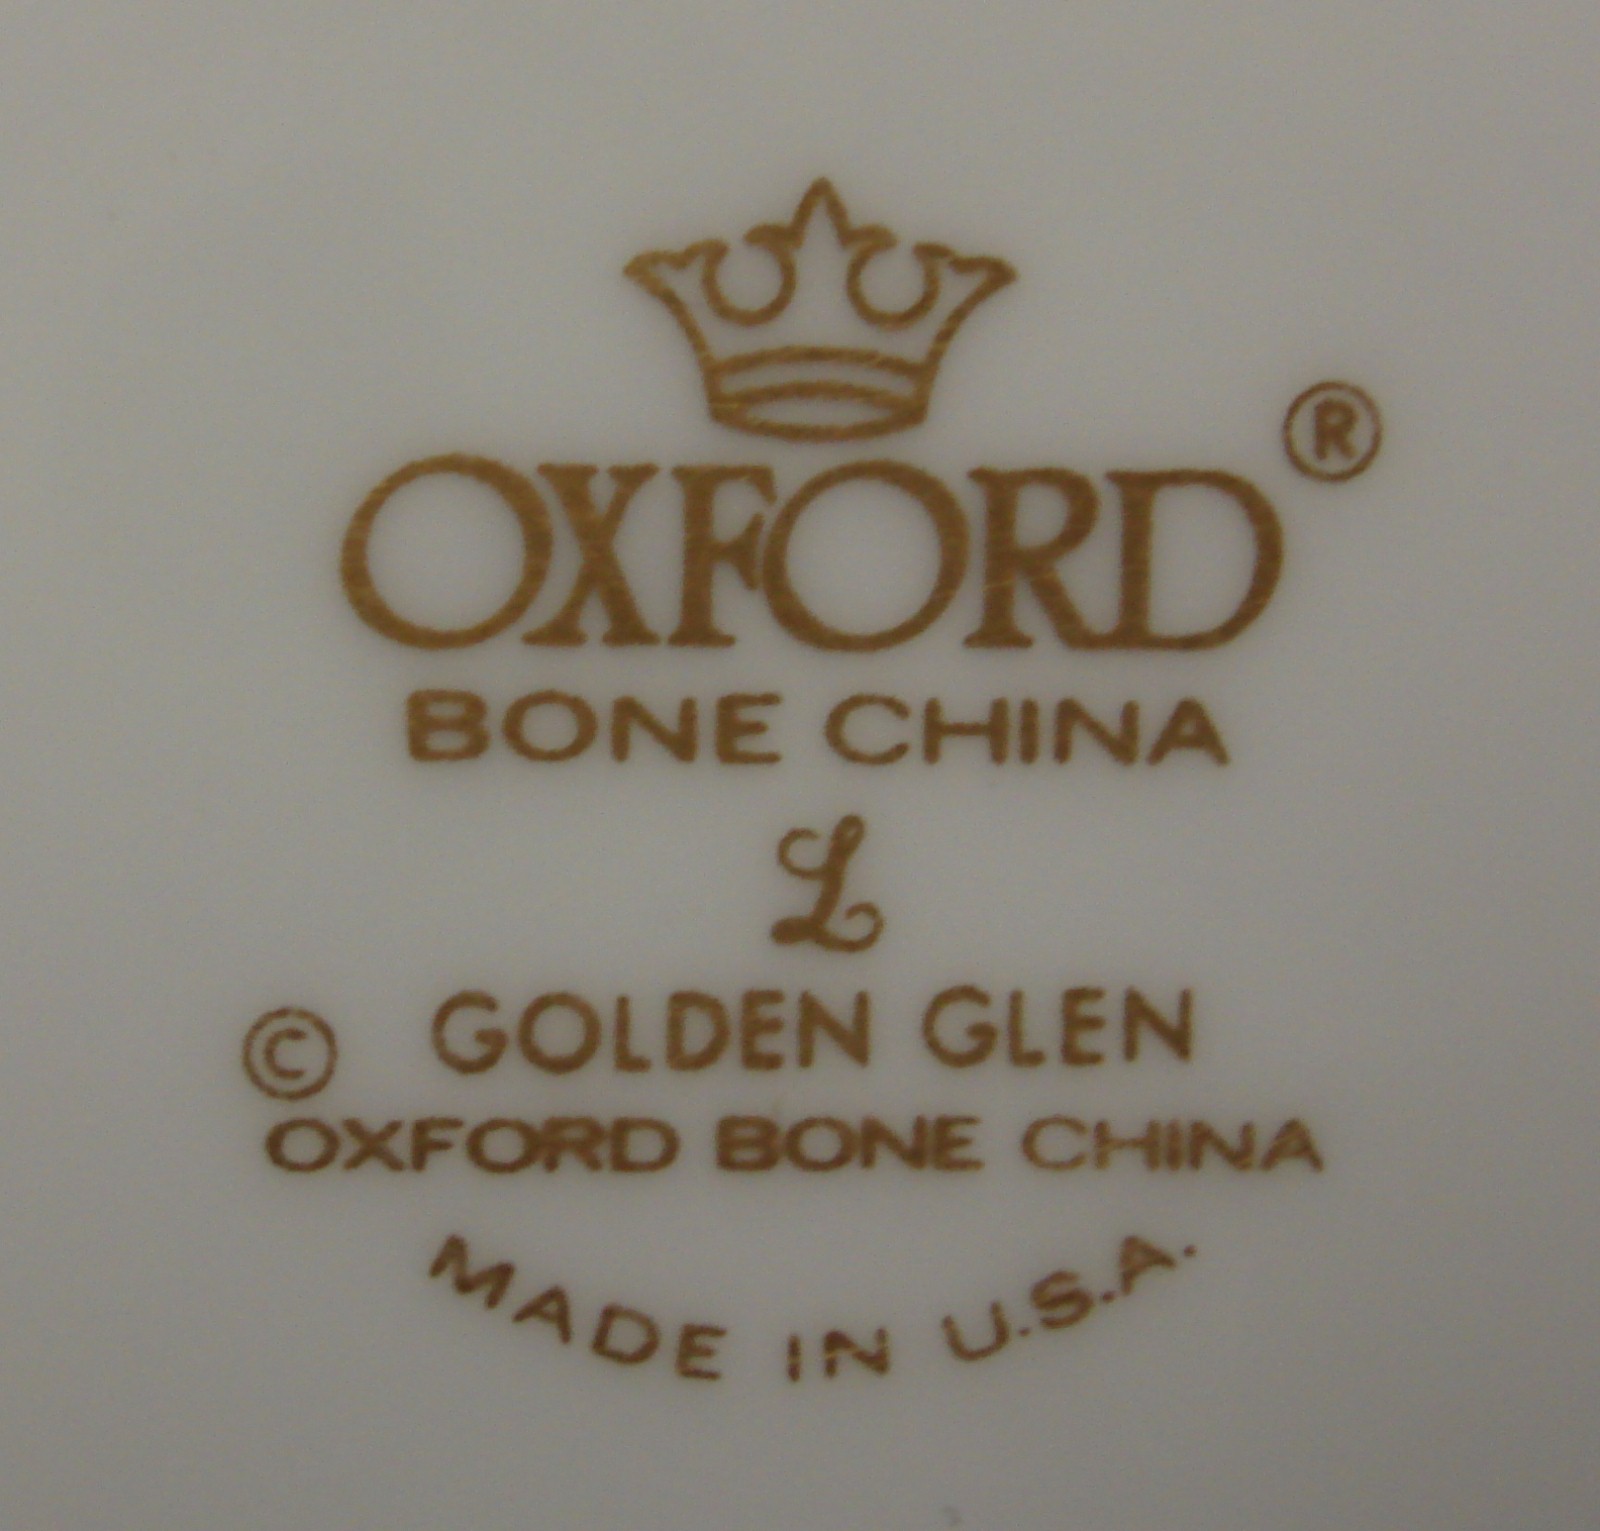 OXFORD ®
BONE CHINA
L
© GOLDEN GLEN
OXFORD BONE CHINA
MADE IN U.S.A.